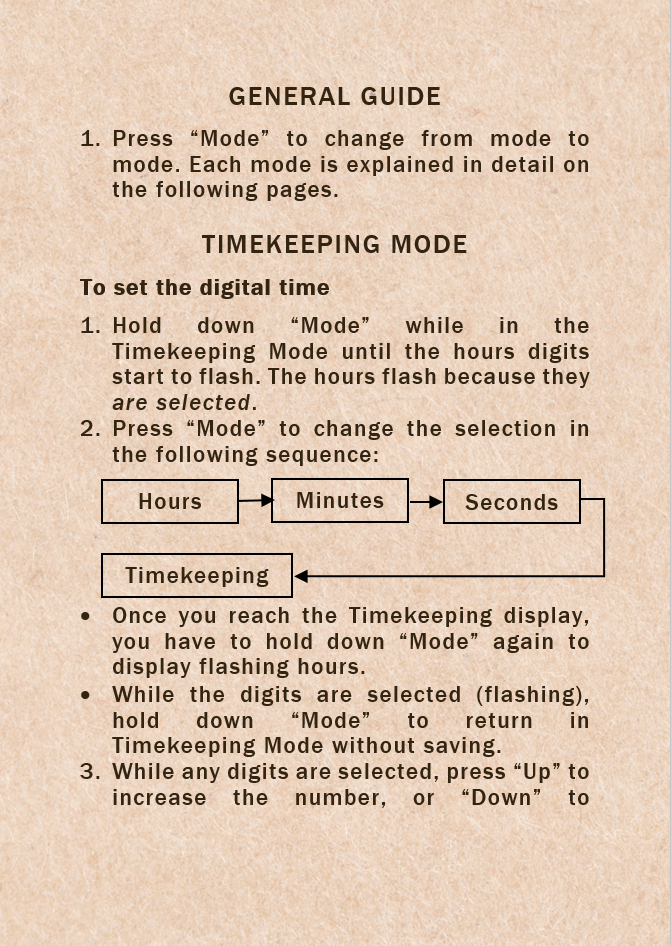 GENERAL GUIDE
1. Press “Mode” to change from mode to
mode. Each mode is explained in detail on
the following pages.
TIMEKEEPING MODE
To set the digital time
1. Hold down “Mode” while in the
Timekeeping Mode until the hours digits
start to flash. The hours flash because they
are selected.
2. Press “Mode” to change the selection in
the following sequence:
Hours Minutes Seconds
Timekeeping
• Once you reach the Timekeeping display,
you have to hold down “Mode” again to
display flashing hours.
• While the digits are selected (flashing),
hold down “Mode” to return in
Timekeeping Mode without saving.
3. While any digits are selected, press “Up” to
increase the number, or “Down” to